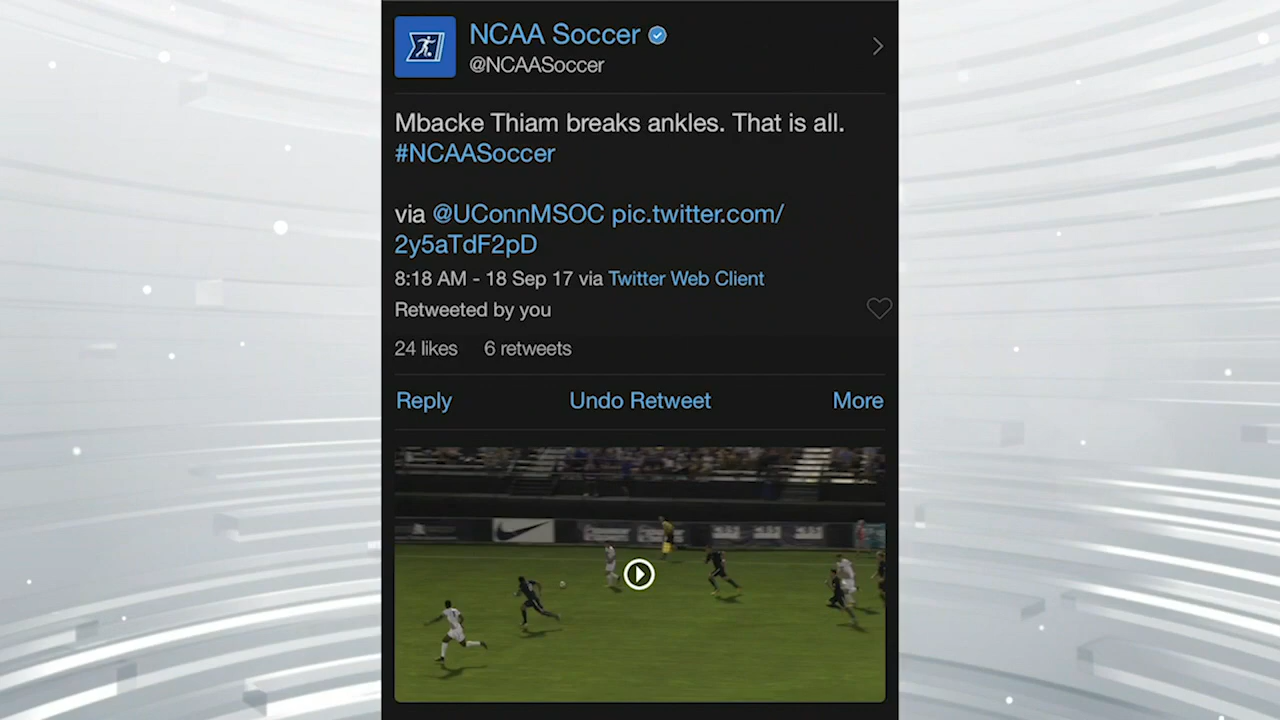 NCAA Soccer
@NCAASoccer
Mbacke Thiam breaks ankles. That is all.
#NCAASoccer
via @UConnMSOC pic.twitter.com/
2y5aTdF2pD
8:18 AM - 18 Sep 17 via Twitter Web Client
Retweeted by you
24 likes 6 retweets
Reply Undo Retweet More